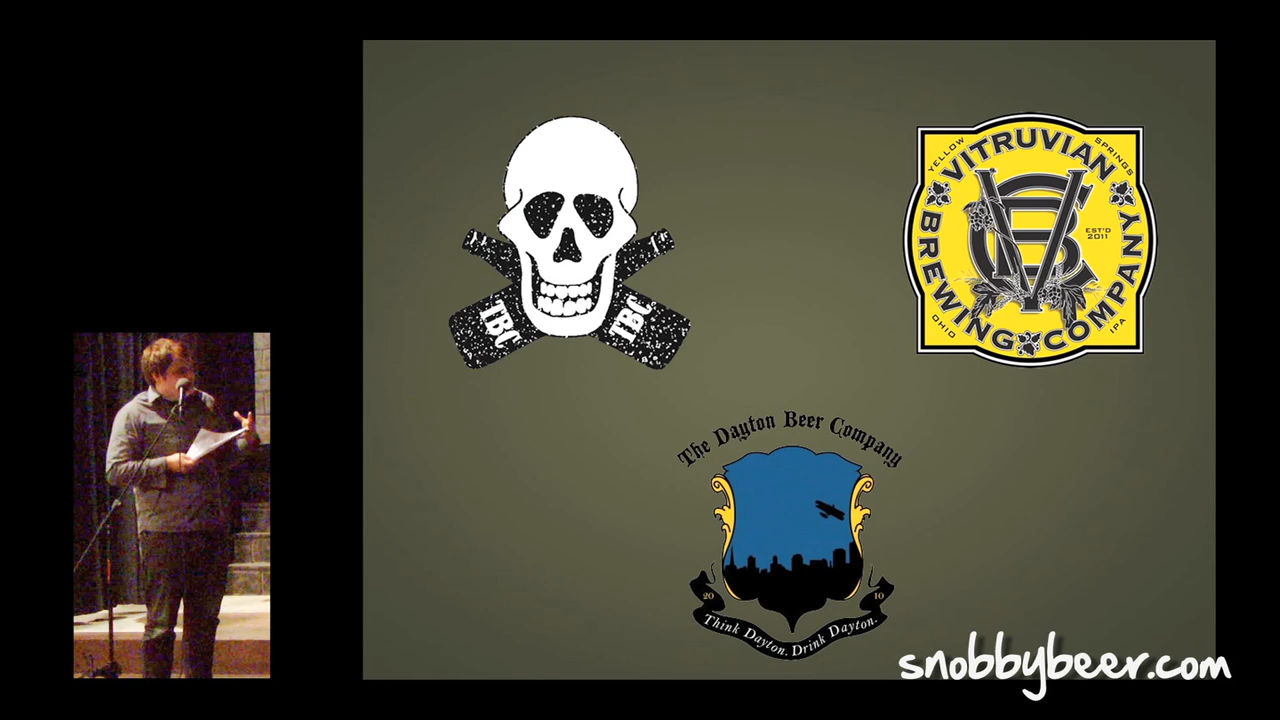 TBC
TBC
YELLOW
SPRINGS
VITRUVIAN
BREWING COMPANY
EST'D
2011
VBC
OHIO
IPA
The Dayton Beer Company
20
10
Think Dayton. Drink Dayton.
snobbybeer.com